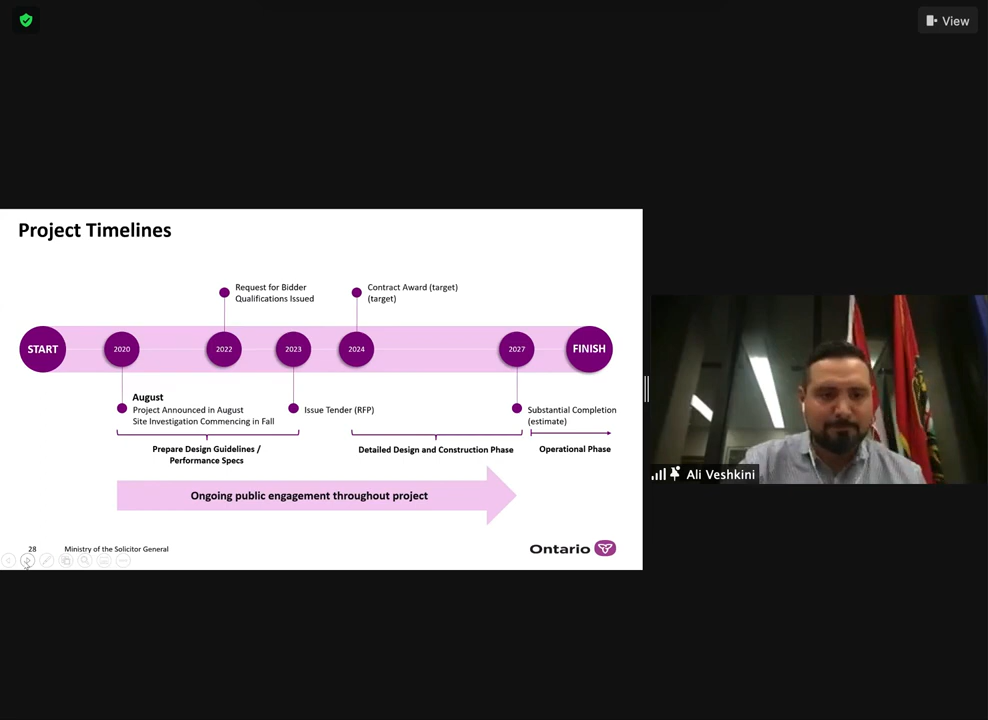 View
Project Timelines
Request for Bidder
Qualifications Issued
Contract Award (target)
(target)
START
2020
2022
2023
2024
2027
FINISH
August
Project Announced in August
Site Investigation Commencing in Fall
Issue Tender (RFP)
Substantial Completion
(estimate)
Prepare Design Guidelines /
Performance Specs
Detailed Design and Construction Phase
Operational Phase
Ongoing public engagement throughout project
28
Ministry of the Solicitor General
Ontario
Ali Veshkini